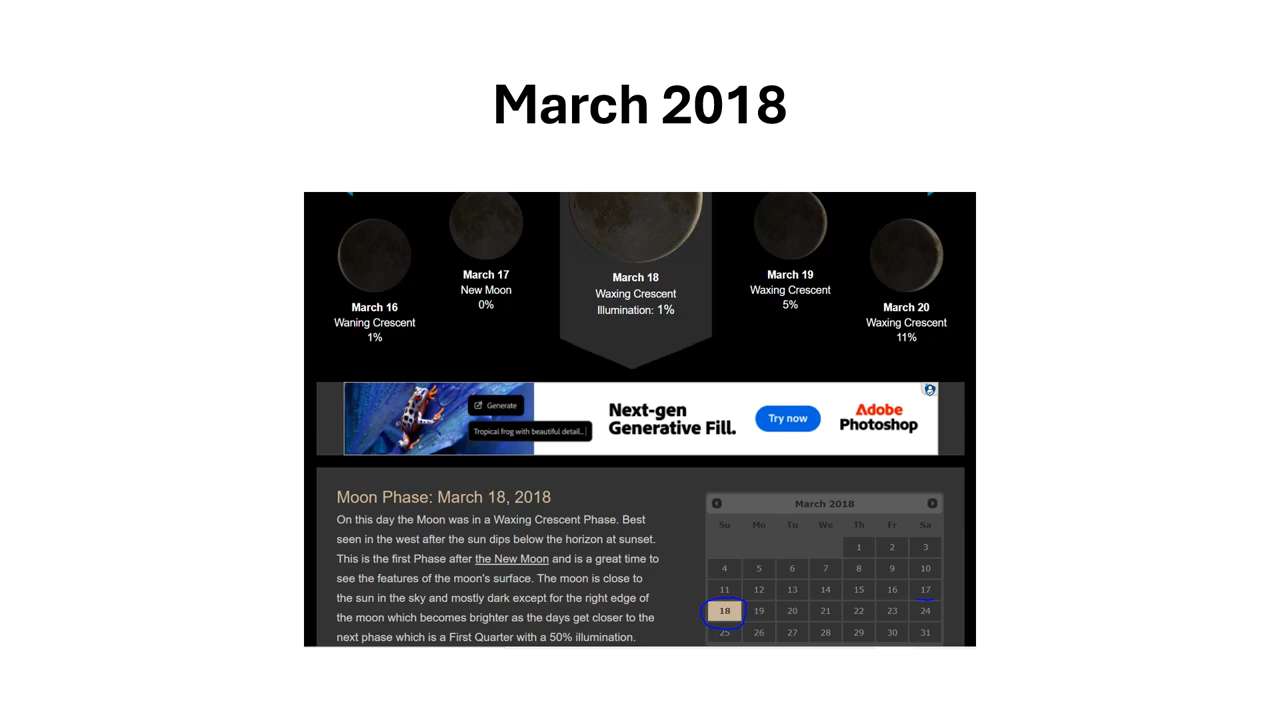 March 2018
March 16
Waning Crescent
1%
March 17
New Moon
0%
March 18
Waxing Crescent
Illumination: 1%
March 19
Waxing Crescent
5%
March 20
Waxing Crescent
11%
Generate
Tropical frog with beautiful detail...
Next-gen
Generative Fill.
Try now
Adobe
Photoshop
Moon Phase: March 18, 2018
On this day the Moon was in a Waxing Crescent Phase. Best
seen in the west after the sun dips below the horizon at sunset.
This is the first Phase after the New Moon and is a great time to
see the features of the moon's surface. The moon is close to
the sun in the sky and mostly dark except for the right edge of
the moon which becomes brighter as the days get closer to the
next phase which is a First Quarter with a 50% illumination.
March 2018
Su Mo Tu We Th Fr Sa
1 2 3
4 5 6 7 8 9 10
11 12 13 14 15 16 17
18 19 20 21 22 23 24
25 26 27 28 29 30 31